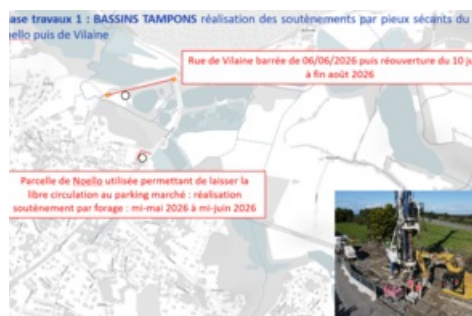 ase travaux 1 : BASSINS TAMPONS réalisation des soutènements par pieux sécants du
ello puis de Vilaine
Rue de Vilaine barrée de 06/06/2026 puis réouverture du 10 ju
à fin août 2026
Parcelle de Noello utilisée permettant de laisser la
libre circulation au parking marché : réalisation
soutènement par forage : mi-mai 2026 à mi-juin 2026